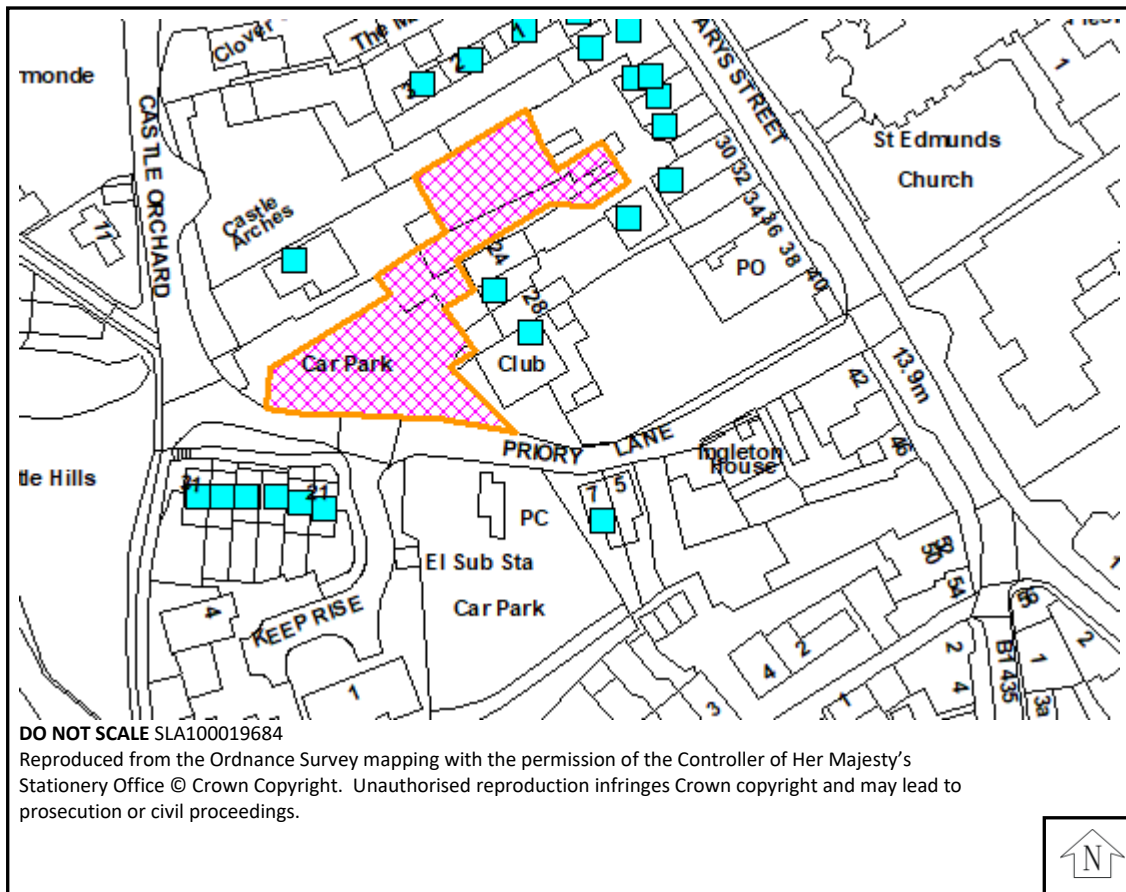 Clover
The M
1
2
3
rmonde
CASTLE ORCHARD
ARYS STREET
1
St Edmunds
Church
30
32
34
36
38
40
11
Castle
Arches
24
28
PO
Car Park
Club
13.9m
42
46
PRIORY LANE
Ingleton
House
tle Hills
31
21
7
5
PC
El Sub Sta
Car Park
KEEP RISE
4
1
50
52
54
56
1
2
4
2
3
1
2
4
B1435
1
3a
DO NOT SCALE SLA100019684
Reproduced from the Ordnance Survey mapping with the permission of the Controller of Her Majesty’s
Stationery Office © Crown Copyright. Unauthorised reproduction infringes Crown copyright and may lead to
prosecution or civil proceedings.
N